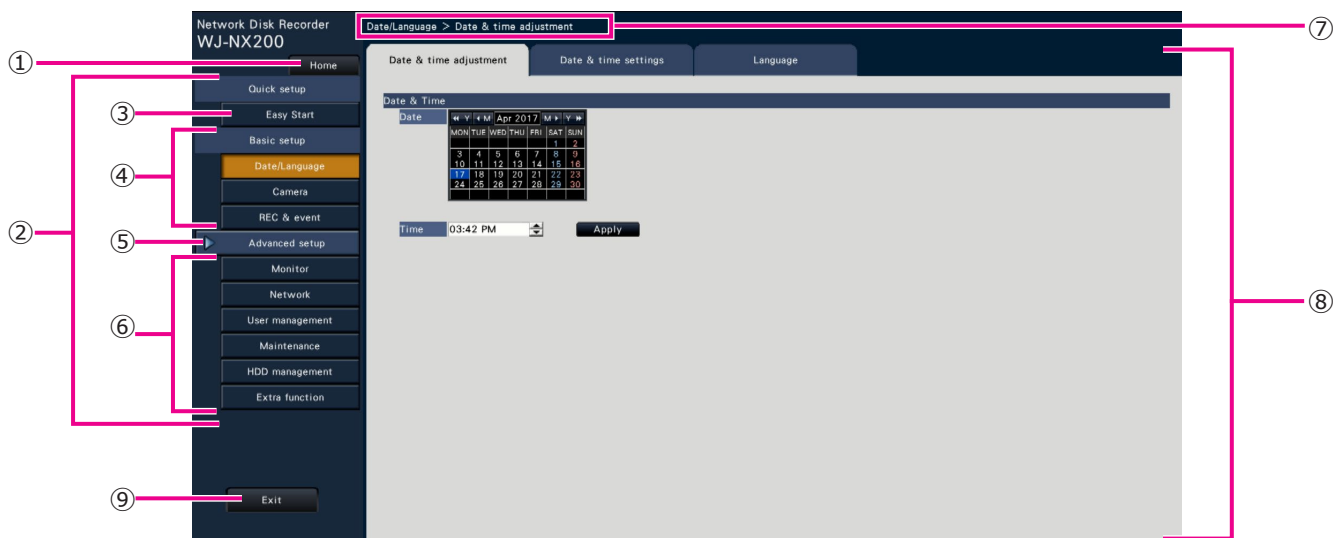 Network Disk Recorder
WJ-NX200
Date/Language > Date & time adjustment
⑦
①
Home
Date & time adjustment
Date & time settings
Language
Quick setup
Date & Time
③
Easy Start
Date
Y
M
Apr 2017
M
Y
MON TUE WED THU FRI SAT SUN
1 2
3 4 5 6 7 8 9
10 11 12 13 14 15 16
17 18 19 20 21 22 23
24 25 26 27 28 29 30
Basic setup
④
Date/Language
Camera
REC & event
②
Time
03:42 PM
Apply
⑤
Advanced setup
Monitor
Network
⑧
⑥
User management
Maintenance
HDD management
Extra function
⑨
Exit